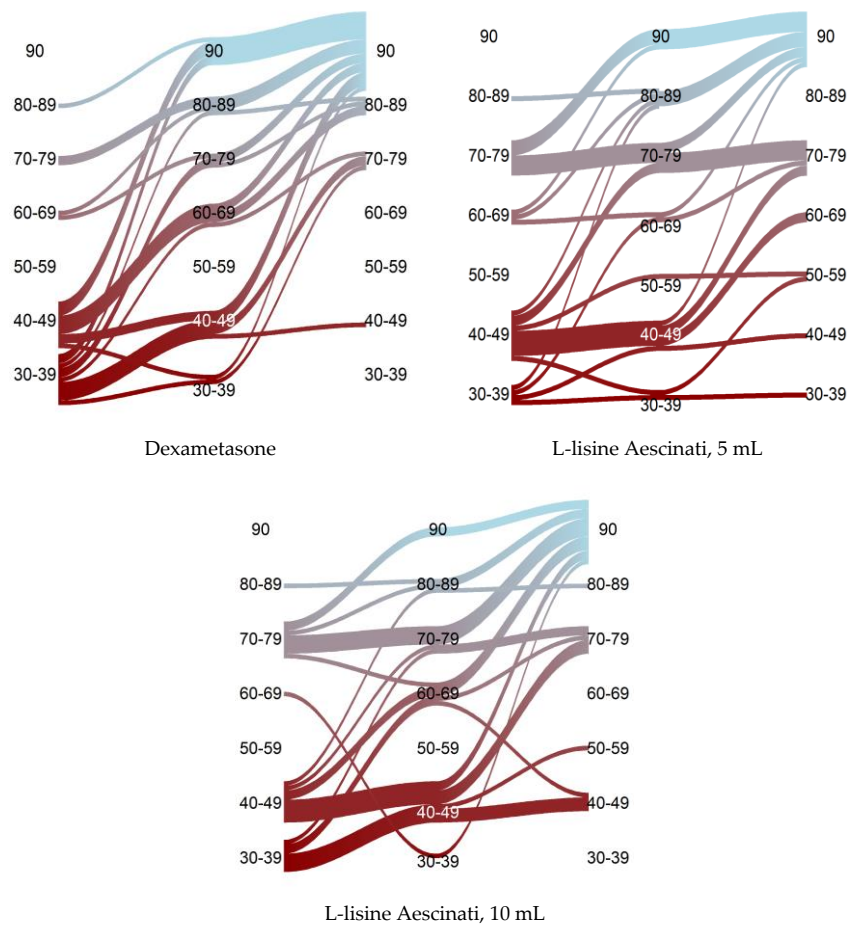 90 90 90
80-89 80-89 80-89
70-79 70-79 70-79
60-69 60-69 60-69
50-59 50-59 50-59
40-49 40-49 40-49
30-39 30-39 30-39
Dexametasone
90 90 90
80-89 80-89 80-89
70-79 70-79 70-79
60-69 60-69 60-69
50-59 50-59 50-59
40-49 40-49 40-49
30-39 30-39 30-39
L-lisine Aescinati, 5 mL
90 90 90
80-89 80-89 80-89
70-79 70-79 70-79
60-69 60-69 60-69
50-59 50-59 50-59
40-49 40-49 40-49
30-39 30-39 30-39
L-lisine Aescinati, 10 mL